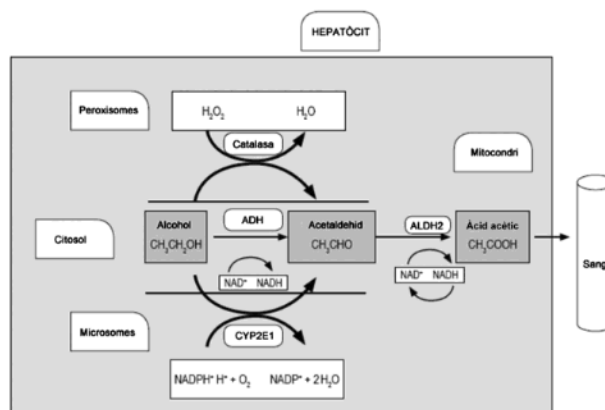 HEPATÒCIT
Peroxisomes
H₂O₂ H₂O
Catalasa
Mitocondri
Citosol
Alcohol
CH₃CH₂OH
ADH
Acetaldehid
CH₃CHO
ALDH2
Àcid acètic
CH₃COOH
NAD⁺ NADH
NAD⁺ NADH
Sang
Microsomes
CYP2E1
NADPH⁺ H⁺ + O₂ NADP⁺ + 2H₂O